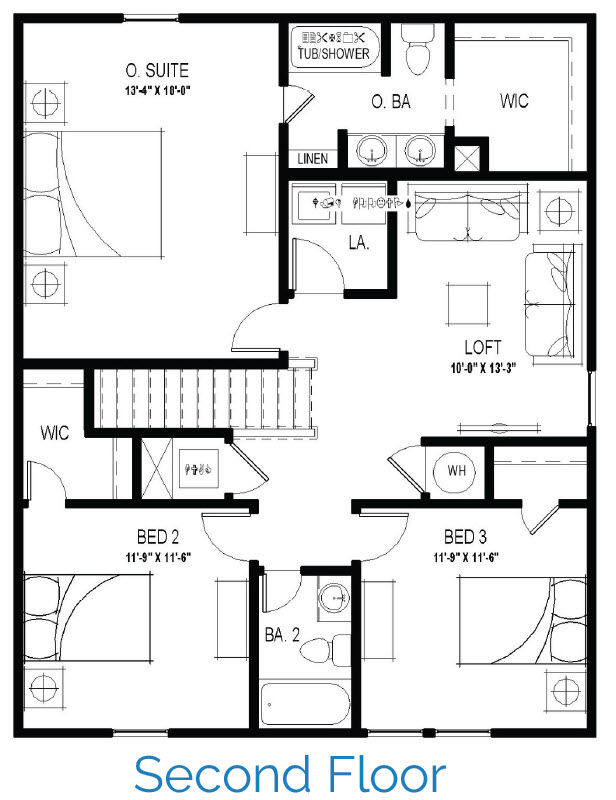 TUB/SHOWER
O. SUITE
13'-4" X 18'-0"
O. BA
WIC
LINEN
LA.
LOFT
10'-0" X 13'-3"
WIC
WH
BED 2
11'-9" X 11'-6"
BED 3
11'-9" X 11'-6"
BA. 2
Second Floor